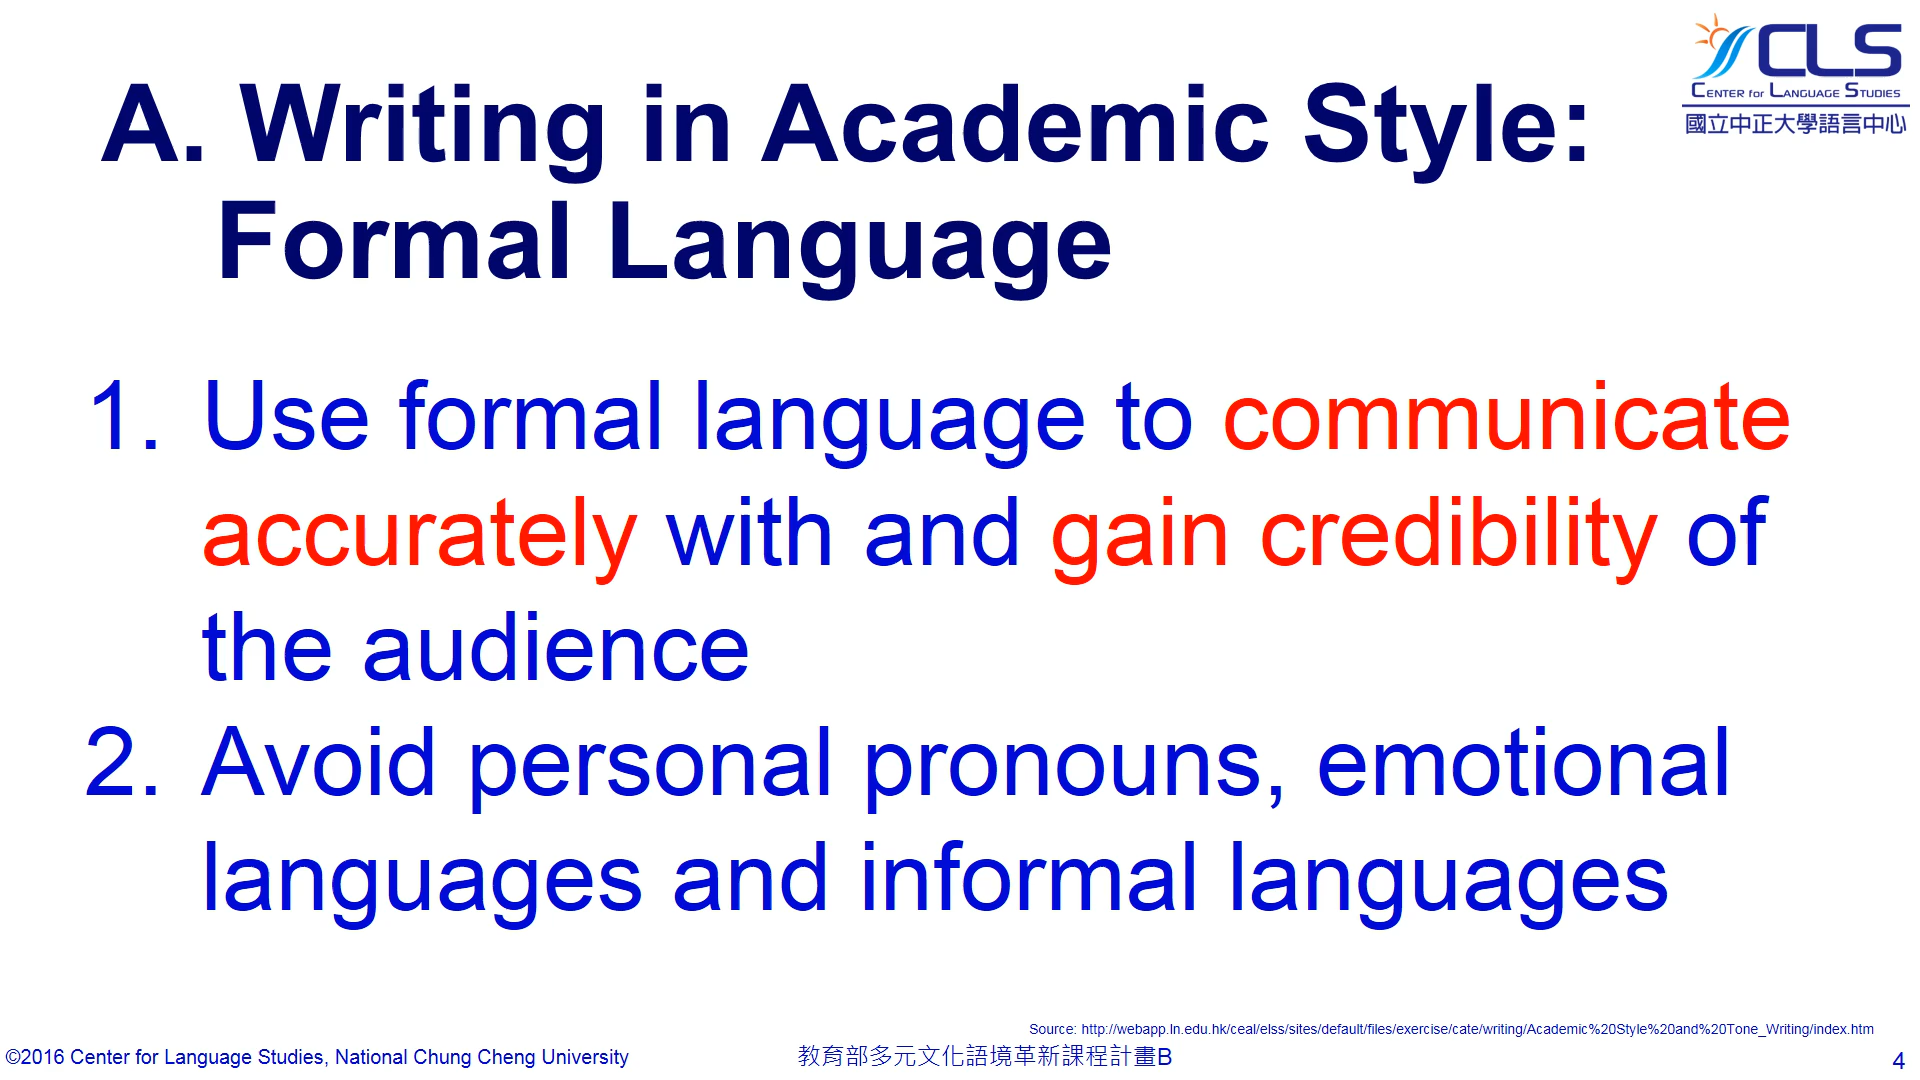 CLS
CENTER for LANGUAGE STUDIES
國立中正大學語言中心
A. Writing in Academic Style:
Formal Language
1. Use formal language to communicate
accurately with and gain credibility of
the audience
2. Avoid personal pronouns, emotional
languages and informal languages
Source: http://webapp.ln.edu.hk/ceal/elss/sites/default/files/exercise/cate/writing/Academic%20Style%20and%20Tone_Writing/index.htm
©2016 Center for Language Studies, National Chung Cheng University
教育部多元文化語境革新課程計畫B
4